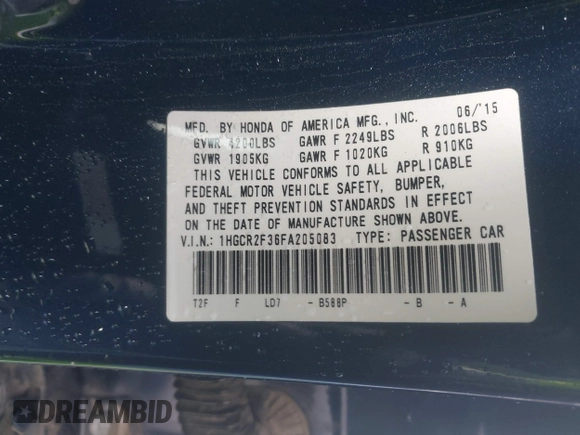 MFD. BY HONDA OF AMERICA MFG., INC. 06/'15
GVWR 4200LBS GAWR F 2249LBS R 2006LBS
GVWR 1905KG GAWR F 1020KG R 910KG
THIS VEHICLE CONFORMS TO ALL APPLICABLE
FEDERAL MOTOR VEHICLE SAFETY, BUMPER,
AND THEFT PREVENTION STANDARDS IN EFFECT
ON THE DATE OF MANUFACTURE SHOWN ABOVE.
V.I.N.: 1HGCR2F36FA205083 TYPE: PASSENGER CAR
T2F F LD7 - B588P - B - A
DREAMBID